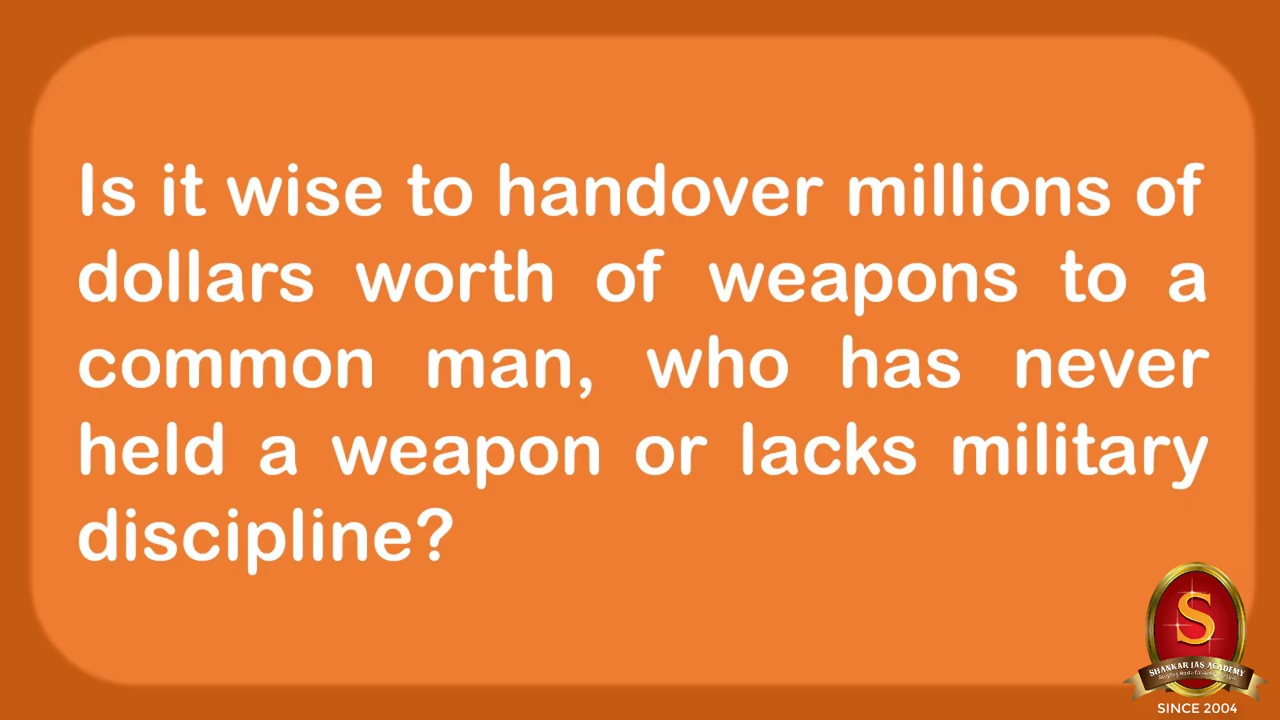 Is it wise to handover millions of
dollars worth of weapons to a
common man, who has never
held a weapon or lacks military
discipline?
S
SHANKAR IAS ACADEMY
SINCE 2004